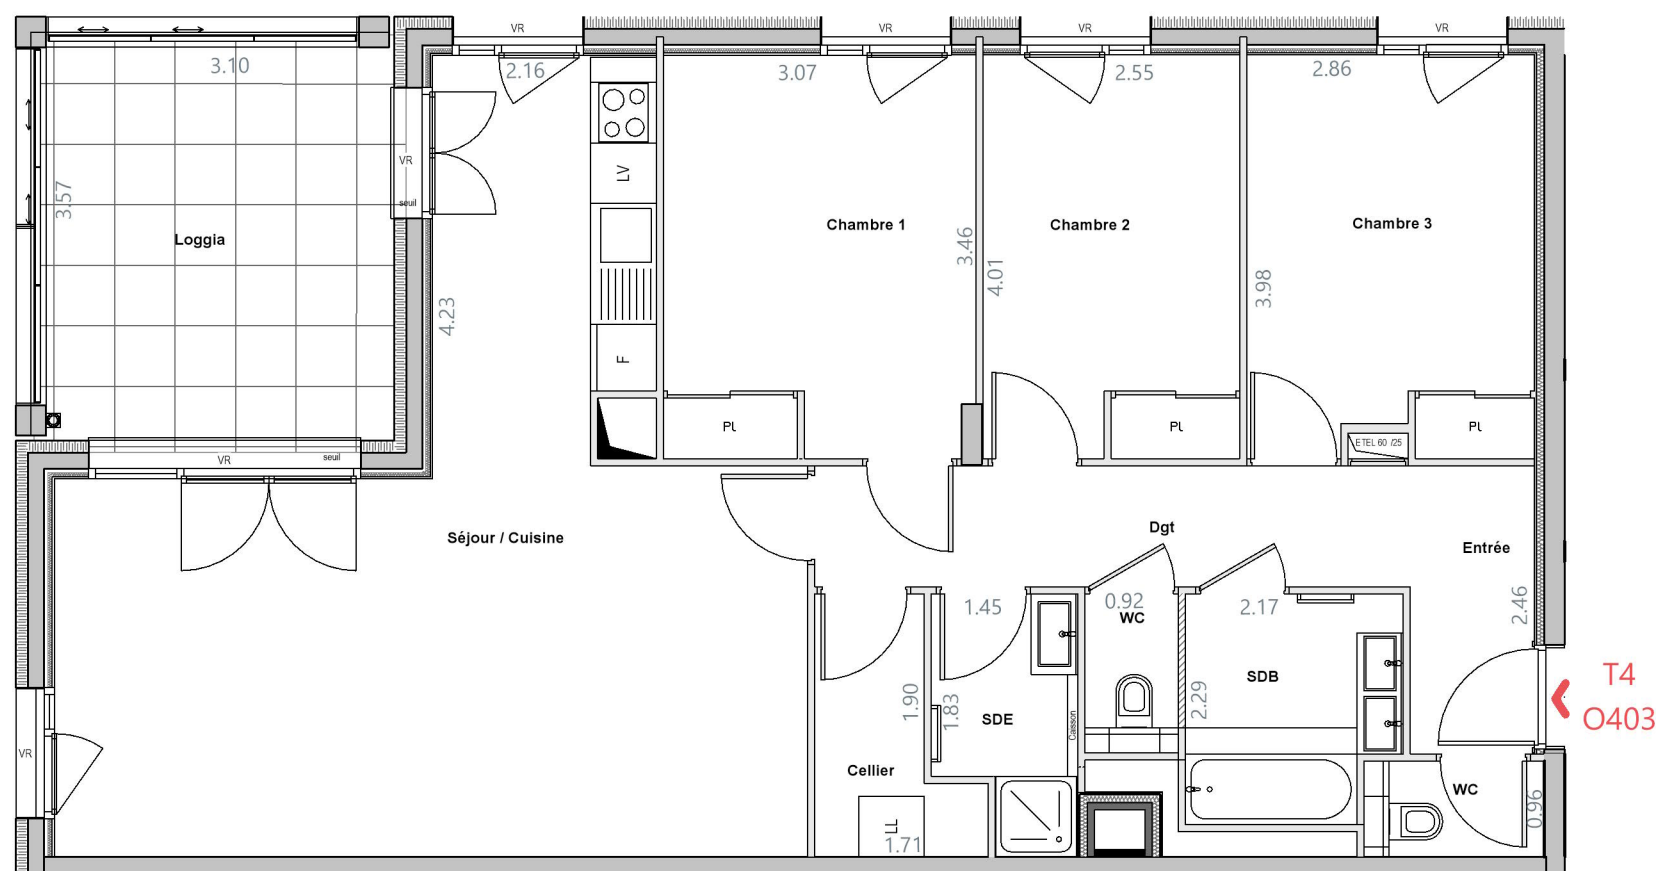 VR
VR
VR
VR
3.10
2.16
3.07
2.55
2.86
VR
LV
3.57
seuil
Loggia
Chambre 1
Chambre 2
Chambre 3
3.46
4.01
3.98
4.23
F
PL
PL
PL
ETEL 60 /25
VR
seuil
Séjour / Cuisine
Dgt
Entrée
1.45
0.92
WC
2.17
2.46
SDB
T4
O403
1.90
1.83
SDE
Caisson
2.29
VR
Cellier
WC
LL
1.71
0.96